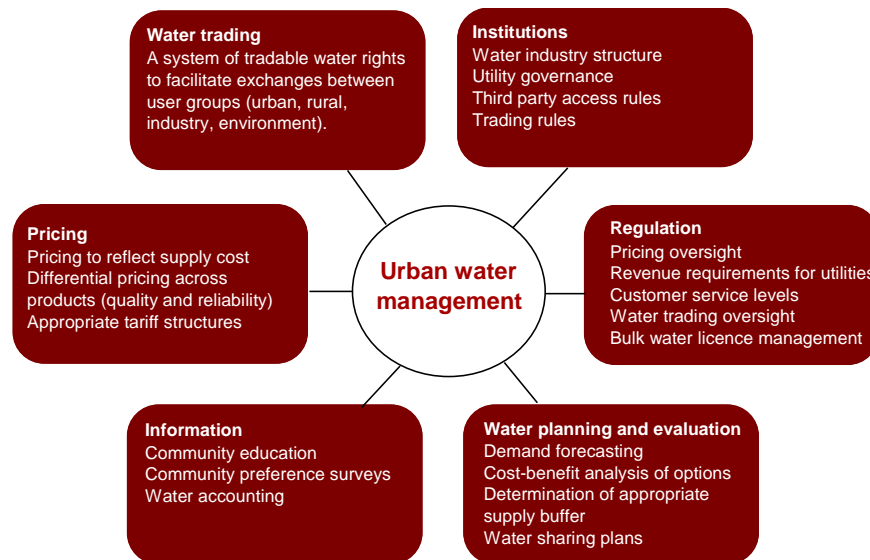 Water trading
A system of tradable water rights
to facilitate exchanges between
user groups (urban, rural,
industry, environment).
Institutions
Water industry structure
Utility governance
Third party access rules
Trading rules
Pricing
Pricing to reflect supply cost
Differential pricing across
products (quality and reliability)
Appropriate tariff structures
Urban water
management
Regulation
Pricing oversight
Revenue requirements for utilities
Customer service levels
Water trading oversight
Bulk water licence management
Information
Community education
Community preference surveys
Water accounting
Water planning and evaluation
Demand forecasting
Cost-benefit analysis of options
Determination of appropriate
supply buffer
Water sharing plans